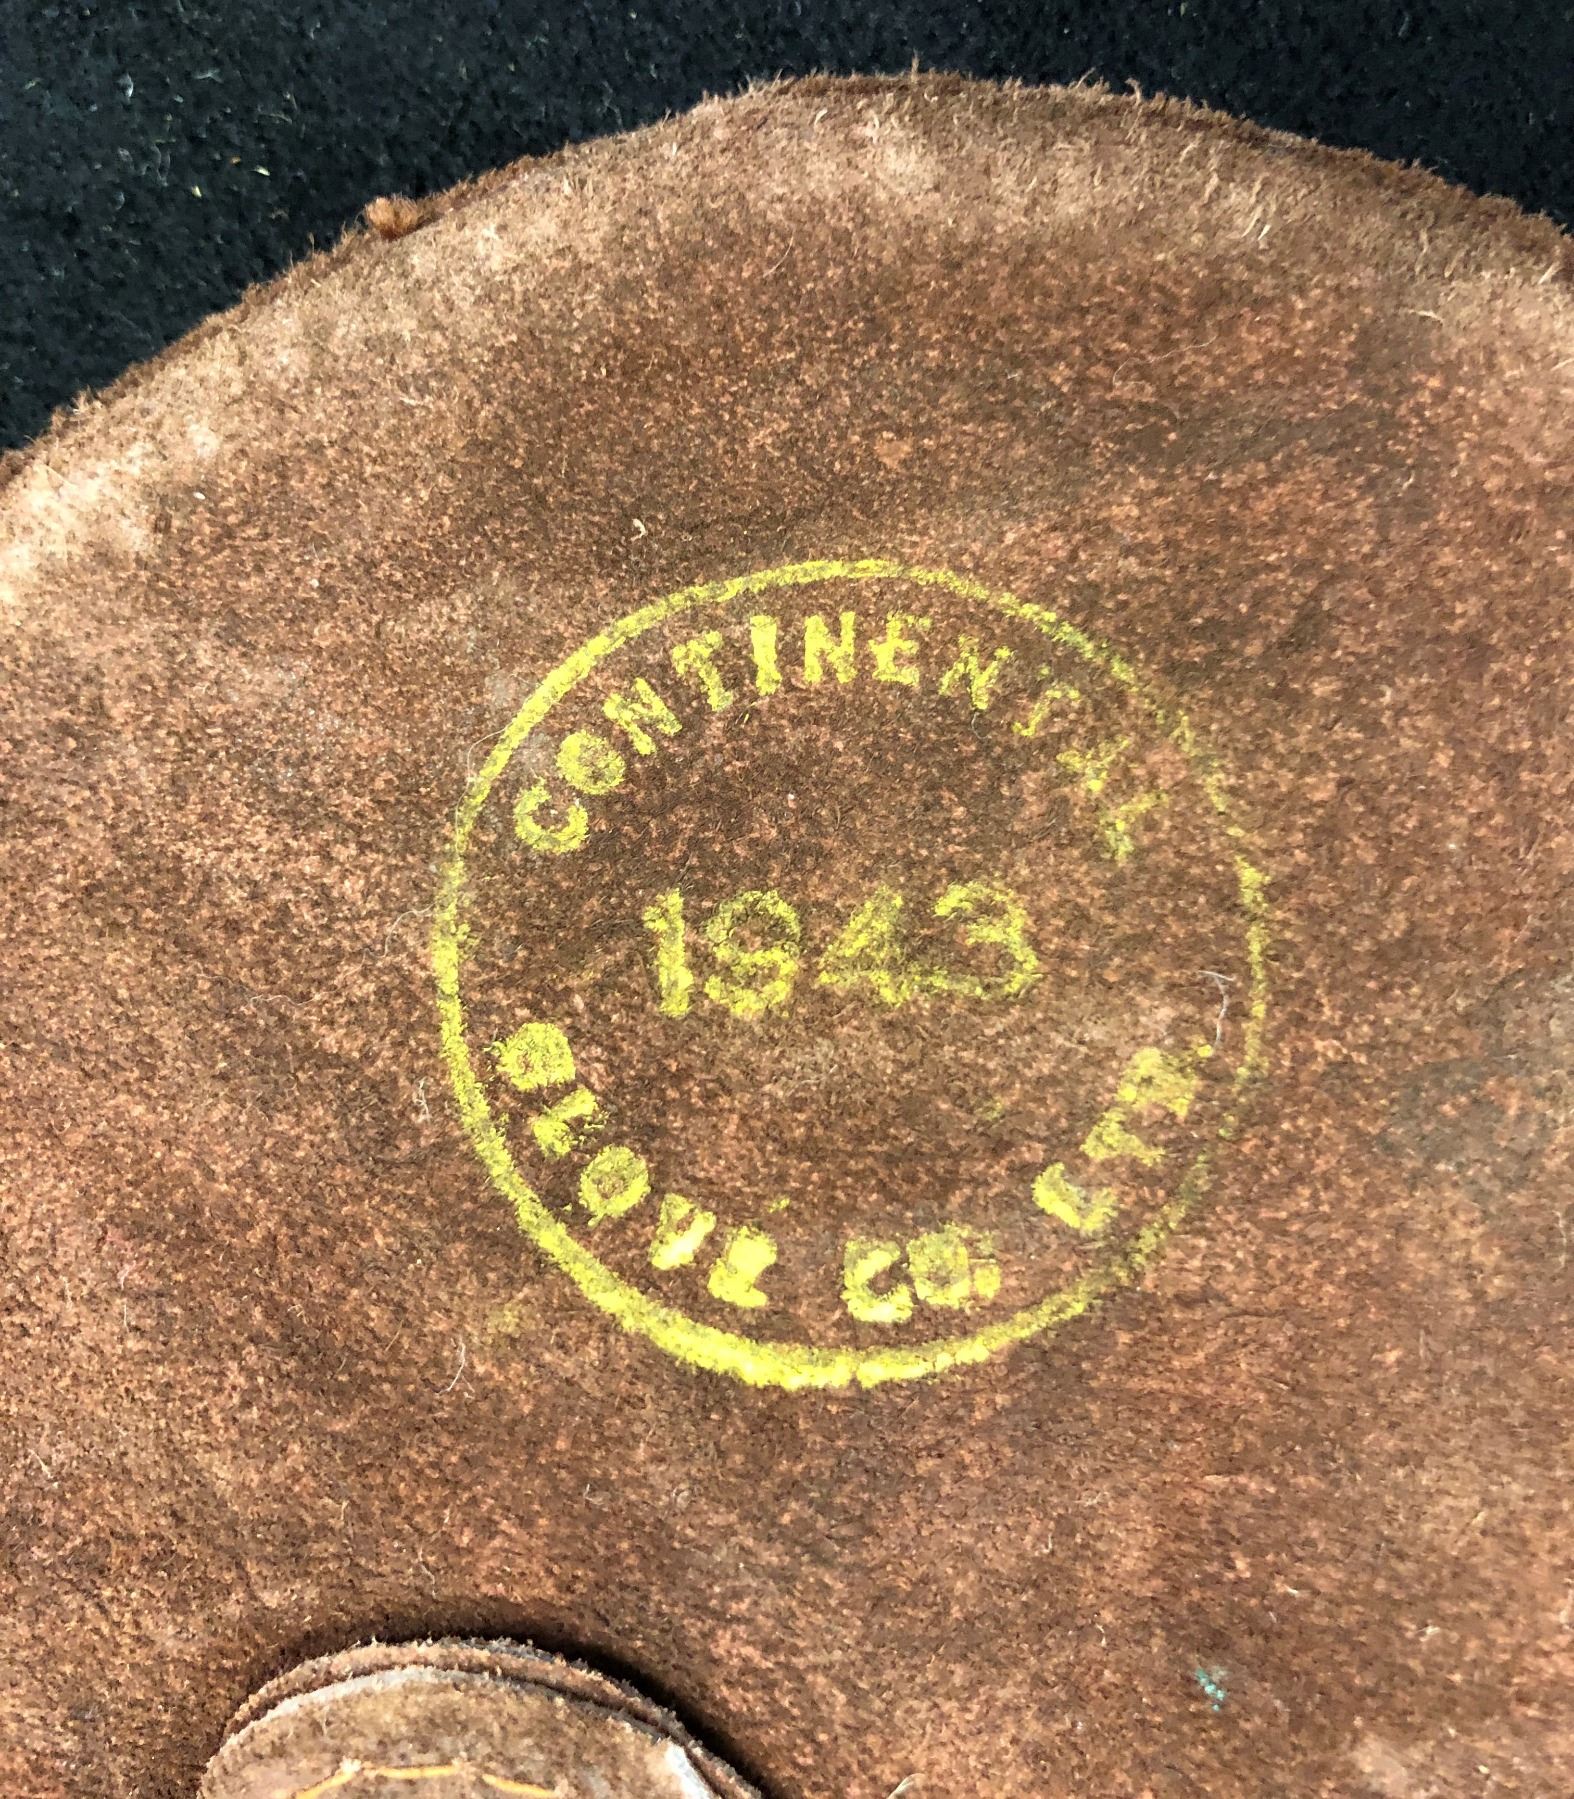 CONTINENTAL
1943
GLOVE CO LTD